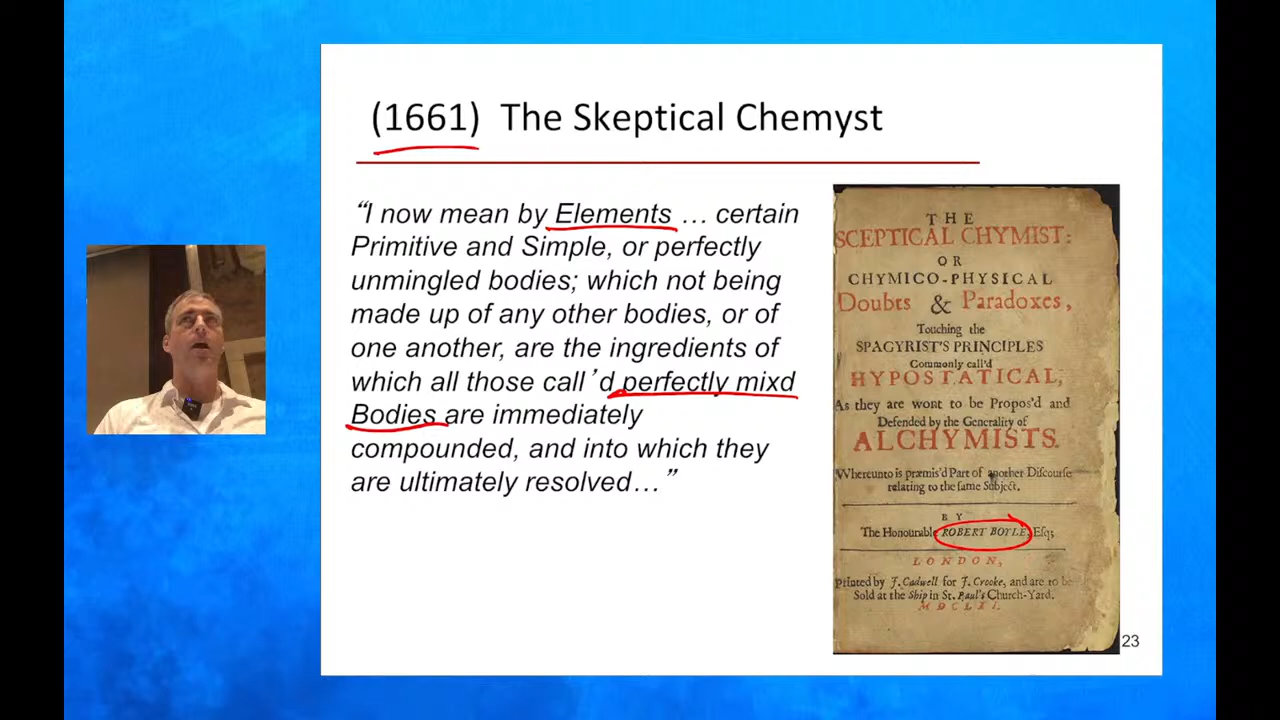 (1661) The Skeptical Chemyst
“I now mean by Elements … certain
Primitive and Simple, or perfectly
unmingled bodies; which not being
made up of any other bodies, or of
one another, are the ingredients of
which all those call’d perfectly mixd
Bodies are immediately
compounded, and into which they
are ultimately resolved…”
THE
SCEPTICAL CHYMIST:
OR
CHYMICO-PHYSICAL
Doubts & Paradoxes,
Touching the
SPAGYRIST'S PRINCIPLES
Commonly call'd
HYPOSTATICAL,
As they are wont to be Propos'd and
Defended by the Generality of
ALCHYMISTS.
Whereunto is præmis'd Part of another Discourse
relating to the same Subject.
BY
The Honourable ROBERT BOYLE, Esq;
LONDON,
Printed by J. Cadwell for J. Crooke, and are to be
Sold at the Ship in St. Paul's Church-Yard.
MDCLXI.
23